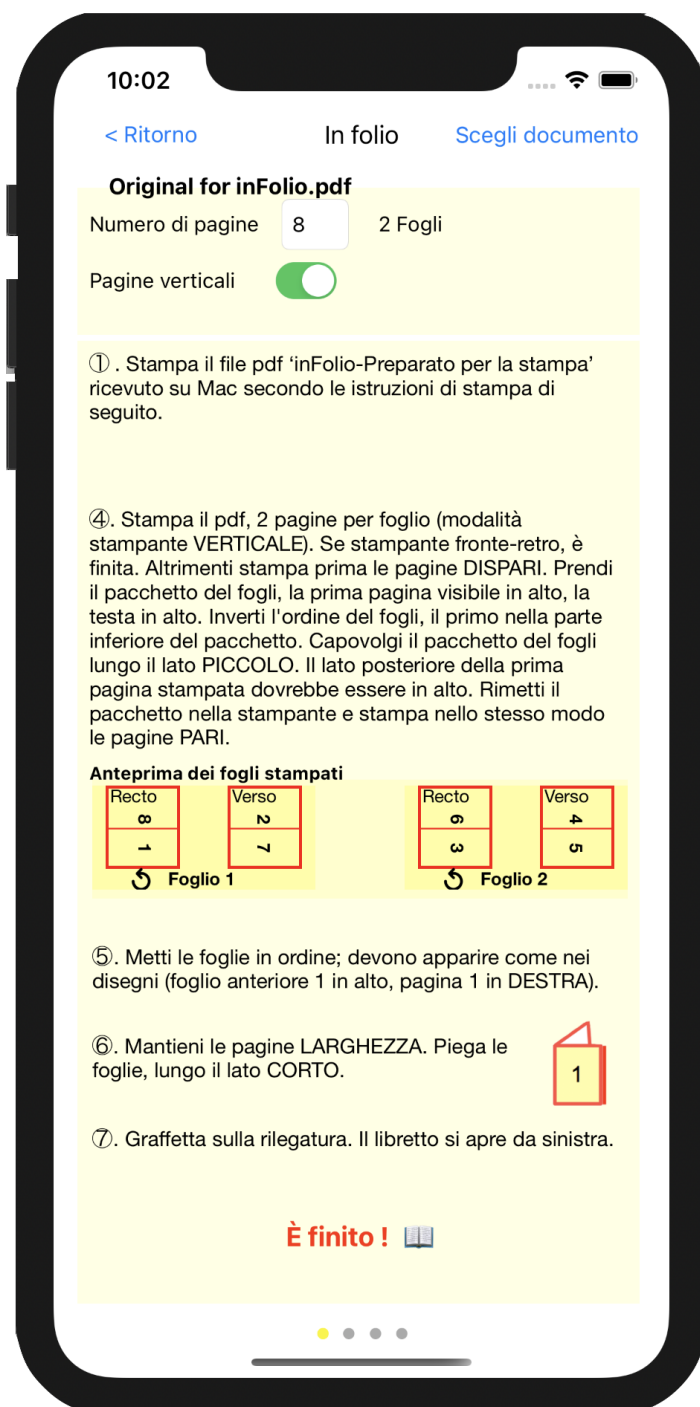 10:02
< Ritorno In folio Scegli documento
Original for inFolio.pdf
Numero di pagine 8 2 Fogli
Pagine verticali
①. Stampa il file pdf ‘inFolio-Preparato per la stampa’
ricevuto su Mac secondo le istruzioni di stampa di
seguito.
④. Stampa il pdf, 2 pagine per foglio (modalità
stampante VERTICALE). Se stampante fronte-retro, è
finita. Altrimenti stampa prima le pagine DISPARI. Prendi
il pacchetto del fogli, la prima pagina visibile in alto, la
testa in alto. Inverti l'ordine del fogli, il primo nella parte
inferiore del pacchetto. Capovolgi il pacchetto del fogli
lungo il lato PICCOLO. Il lato posteriore della prima
pagina stampata dovrebbe essere in alto. Rimetti il
pacchetto nella stampante e stampa nello stesso modo
le pagine PARI.
Anteprima dei fogli stampati
Recto Verso Recto Verso
8 2 6 4
1 7 3 5
Foglio 1 Foglio 2
⑤. Metti le foglie in ordine; devono apparire come nei
disegni (foglio anteriore 1 in alto, pagina 1 in DESTRA).
⑥. Mantieni le pagine LARGHEZZA. Piega le
foglie, lungo il lato CORTO.
1
⑦. Graffetta sulla rilegatura. Il libretto si apre da sinistra.
È finito !